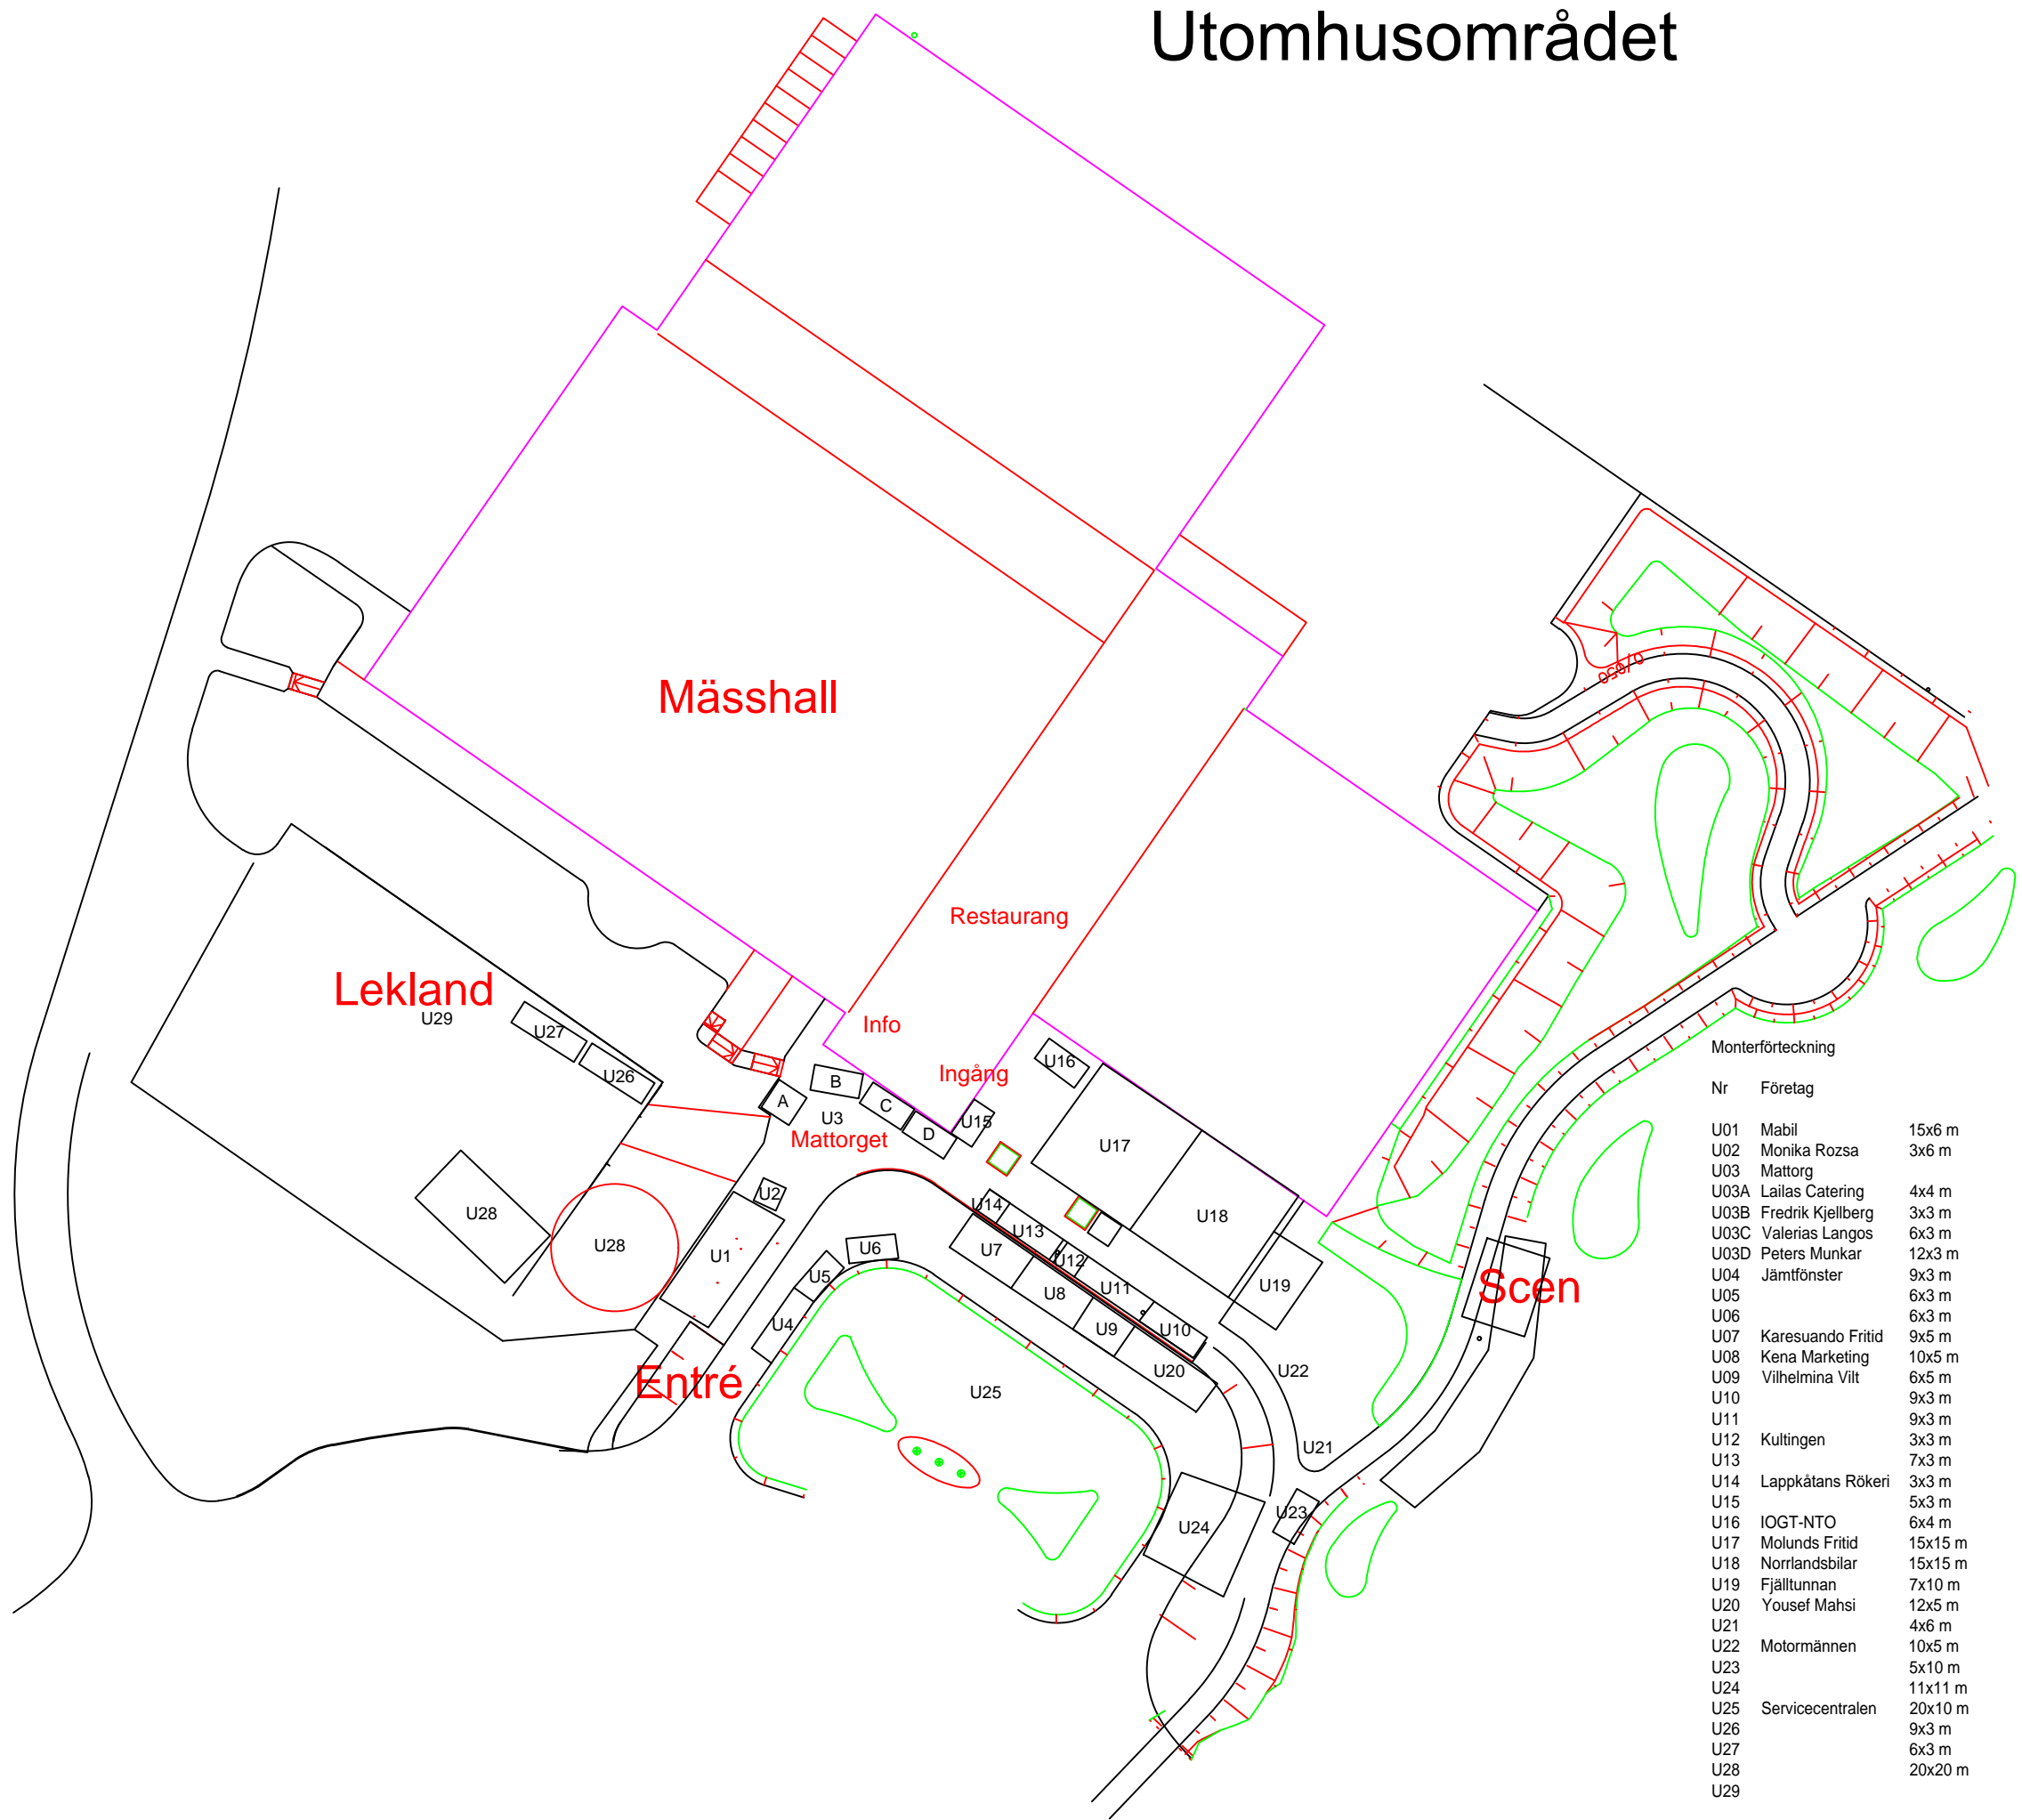 Utomhusområdet
Mässhall
0/050
Restaurang
Lekland
U29
Info
Ingång
U27
U26
U16
A
B
C
D
U3
U15
Mattorget
U17
U2
U14
U28
U28
U1
U6
U13
U7
U18
U5
U12
U8
U11
U19
Scen
U4
U9
U10
Entré
U20
U22
U25
U21
U23
U24
Monterförteckning
Nr Företag
U01 Mabil 15x6 m
U02 Monika Rozsa 3x6 m
U03 Mattorg
U03A Lailas Catering 4x4 m
U03B Fredrik Kjellberg 3x3 m
U03C Valerias Langos 6x3 m
U03D Peters Munkar 12x3 m
U04 Jämtfönster 9x3 m
U05 6x3 m
U06 6x3 m
U07 Karesuando Fritid 9x5 m
U08 Kena Marketing 10x5 m
U09 Vilhelmina Vilt 6x5 m
U10 9x3 m
U11 9x3 m
U12 Kultingen 3x3 m
U13 7x3 m
U14 Lappkåtans Rökeri 3x3 m
U15 5x3 m
U16 IOGT-NTO 6x4 m
U17 Molunds Fritid 15x15 m
U18 Norrlandsbilar 15x15 m
U19 Fjälltunnan 7x10 m
U20 Yousef Mahsi 12x5 m
U21 4x6 m
U22 Motormännen 10x5 m
U23 5x10 m
U24 11x11 m
U25 Servicecentralen 20x10 m
U26 9x3 m
U27 6x3 m
U28 20x20 m
U29